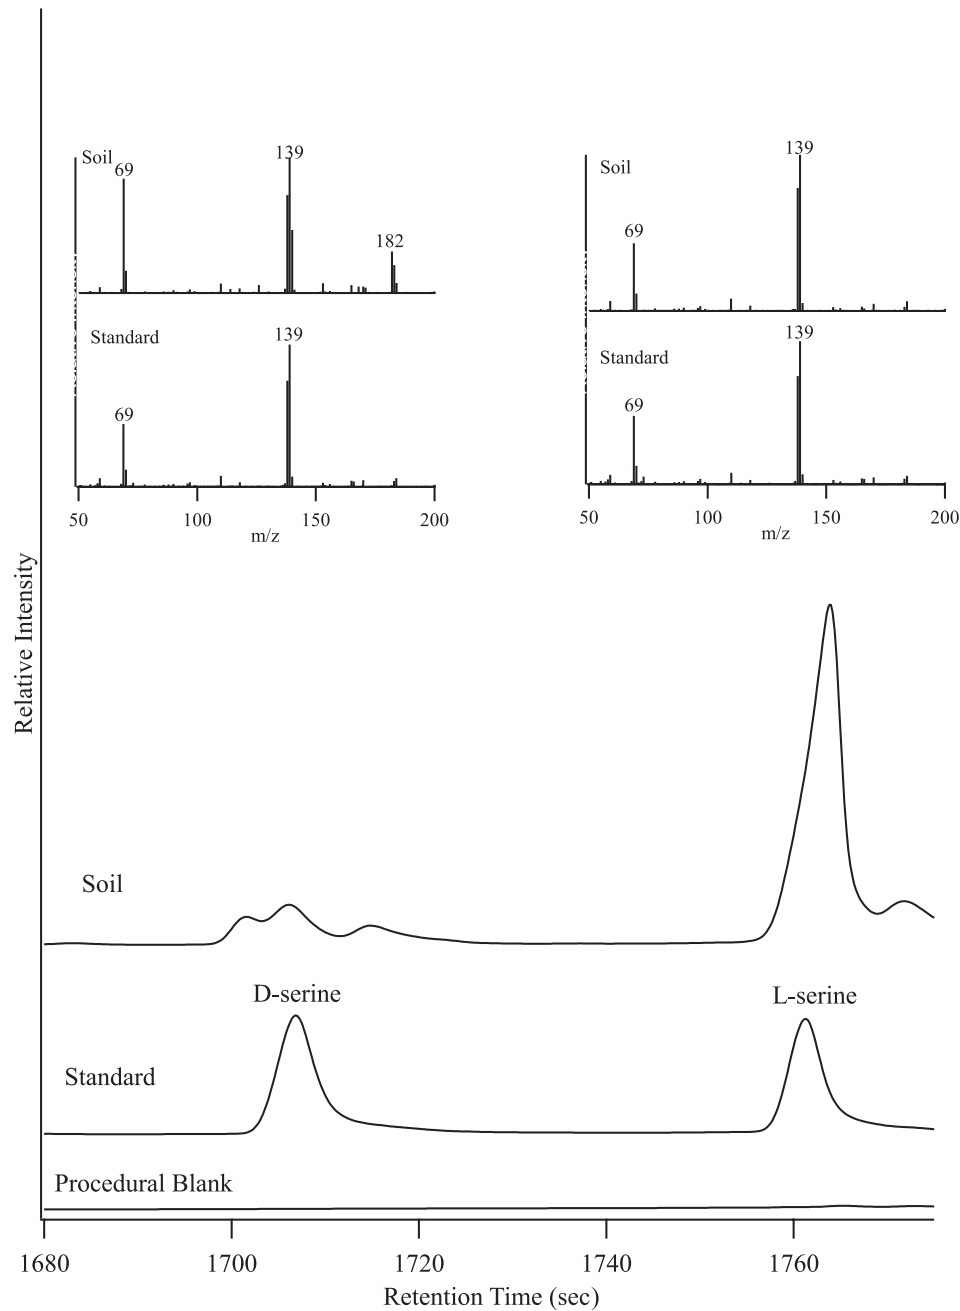 Soil
69
139
182
Soil
69
139
Standard
69
139
Standard
69
139
50
100
150
200
m/z
50
100
150
200
m/z
Relative Intensity
Soil
D-serine
L-serine
Standard
Procedural Blank
1680
1700
1720
1740
1760
Retention Time (sec)